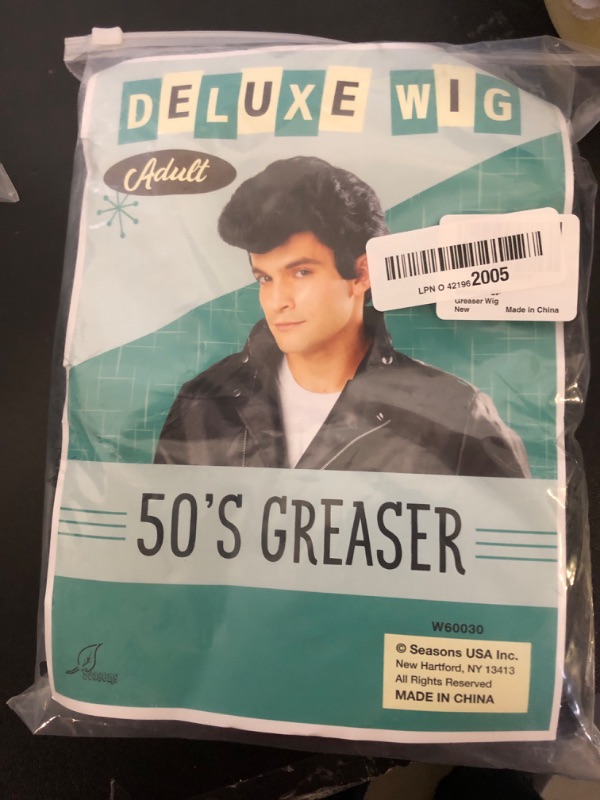 DELUXE WIG
Adult
LPN O 42196 2005
Greaser Wig
New Made in China
50'S GREASER
W60030
© Seasons USA Inc.
New Hartford, NY 13413
All Rights Reserved
MADE IN CHINA
SEASONS